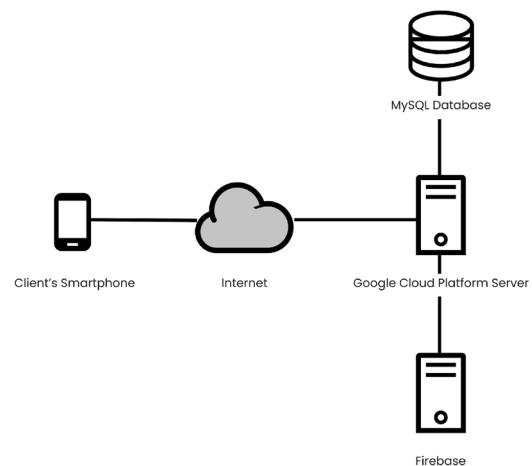 MySQL Database
Client's Smartphone
Internet
Google Cloud Platform Server
Firebase